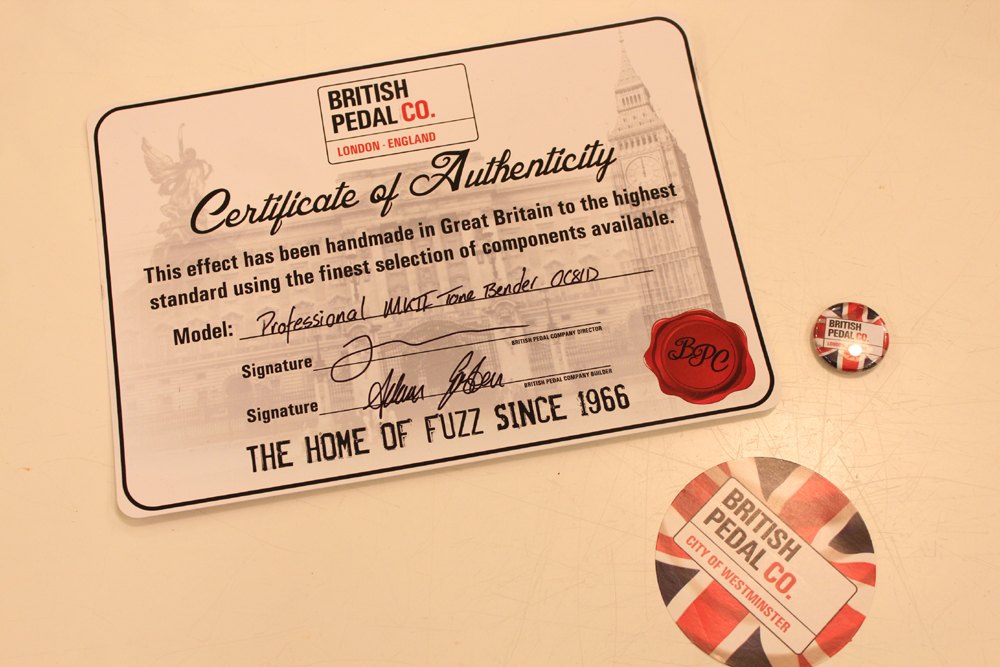 BRITISH
PEDAL CO.
LONDON · ENGLAND
Certificate of Authenticity
This effect has been handmade in Great Britain to the highest
standard using the finest selection of components available.
Model: Professional MKII Tone Bender OC81D
Signature
BRITISH PEDAL COMPANY DIRECTOR
Signature
BRITISH PEDAL COMPANY BUILDER
THE HOME OF FUZZ SINCE 1966
BPC
BRITISH
PEDAL CO.
BRITISH
PEDAL CO.
CITY OF WESTMINSTER